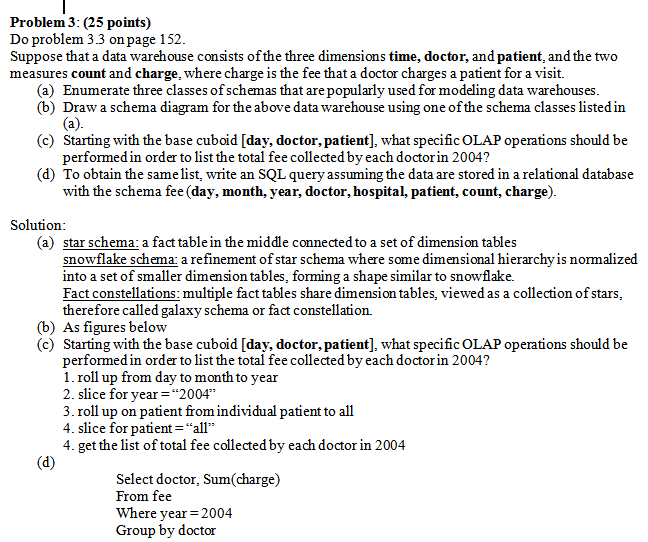 Problem 3: (25 points)
Do problem 3.3 on page 152.
Suppose that a data warehouse consists of the three dimensions time, doctor, and patient, and the two
measures count and charge, where charge is the fee that a doctor charges a patient for a visit.
(a) Enumerate three classes of schemas that are popularly used for modeling data warehouses.
(b) Draw a schema diagram for the above data warehouse using one of the schema classes listed in
(a).
(c) Starting with the base cuboid [day, doctor, patient], what specific OLAP operations should be
performed in order to list the total fee collected by each doctor in 2004?
(d) To obtain the same list, write an SQL query assuming the data are stored in a relational database
with the schema fee (day, month, year, doctor, hospital, patient, count, charge).
Solution:
(a) star schema: a fact table in the middle connected to a set of dimension tables
snowflake schema: a refinement of star schema where some dimensional hierarchy is normalized
into a set of smaller dimension tables, forming a shape similar to snowflake.
Fact constellations: multiple fact tables share dimension tables, viewed as a collection of stars,
therefore called galaxy schema or fact constellation.
(b) As figures below
(c) Starting with the base cuboid [day, doctor, patient], what specific OLAP operations should be
performed in order to list the total fee collected by each doctor in 2004?
1. roll up from day to month to year
2. slice for year = “2004”
3. roll up on patient from individual patient to all
4. slice for patient = “all”
4. get the list of total fee collected by each doctor in 2004
(d)
Select doctor, Sum(charge)
From fee
Where year = 2004
Group by doctor